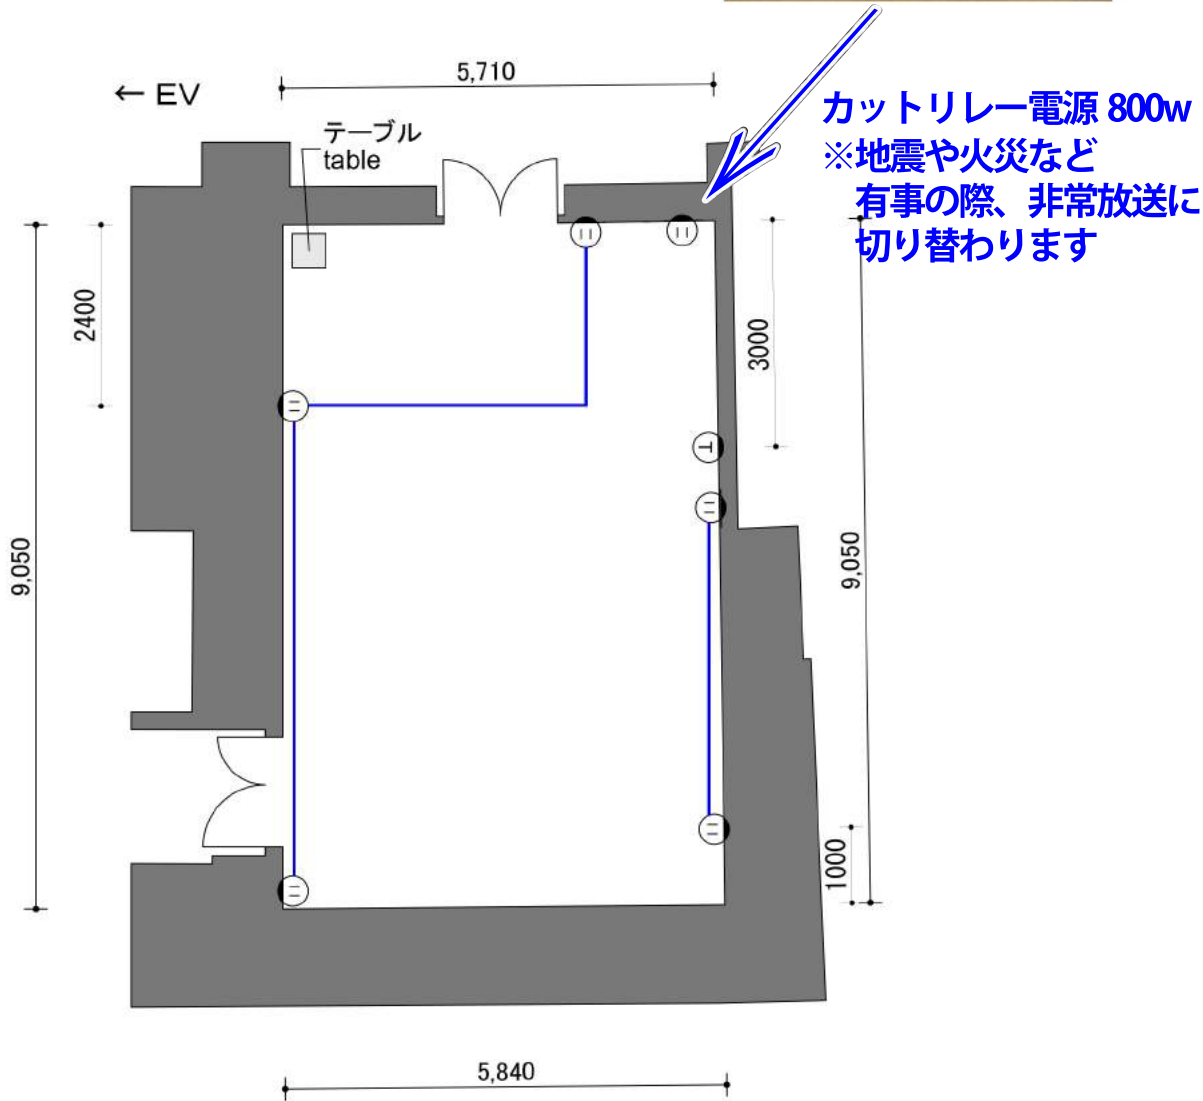 5,710
← EV
カットリレー電源 800w
※地震や火災など
有事の際、非常放送に
切り替わります
テーブル
table
2400
3000
T
9,050
9,050
1000
5,840